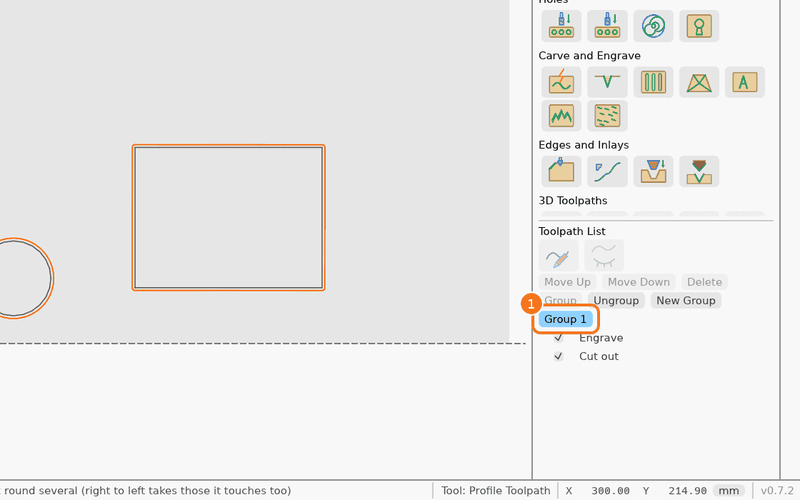 Holes
Carve and Engrave
A
Edges and Inlays
3D Toolpaths
Toolpath List
Move Up Move Down Delete
Group Ungroup New Group
1
Group 1
Engrave
Cut out
round several (right to left takes those it touches too) Tool: Profile Toolpath X 300.00 Y 214.90 mm v0.7.2